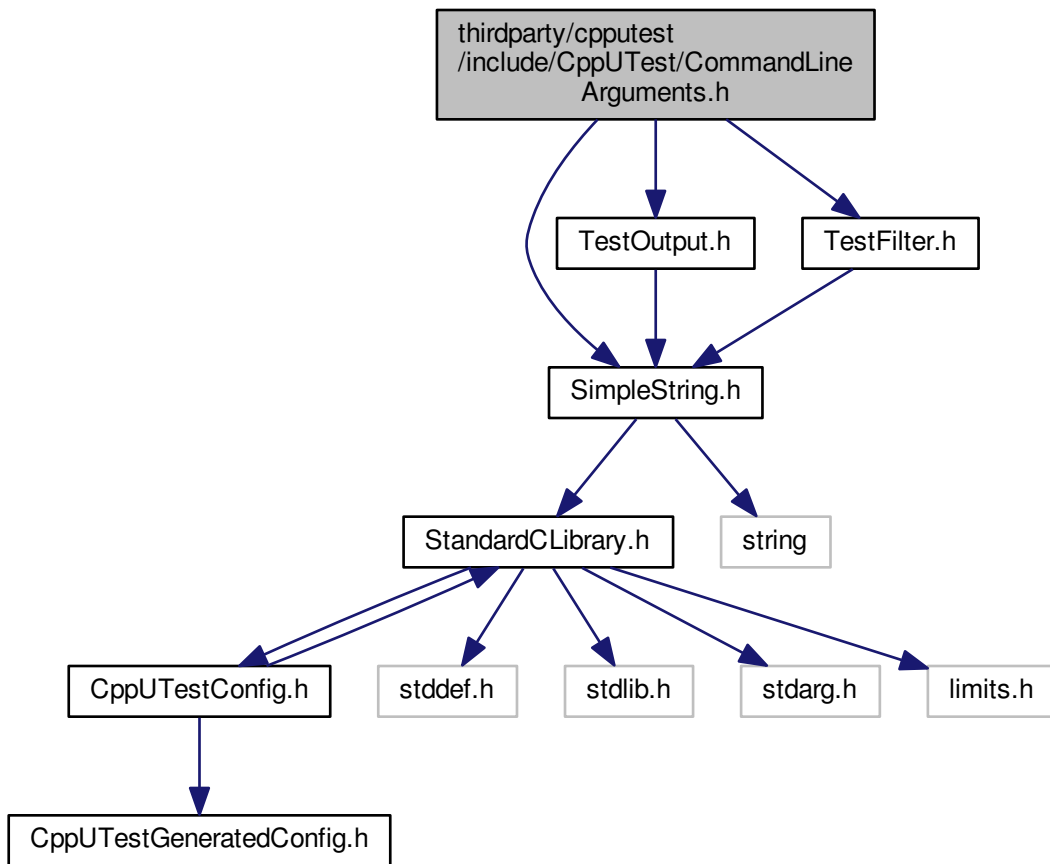 thirdparty/cpputest
/include/CppUTest/CommandLine
Arguments.h
TestOutput.h
TestFilter.h
SimpleString.h
StandardCLibrary.h
string
CppUTestConfig.h
stddef.h
stdlib.h
stdarg.h
limits.h
CppUTestGeneratedConfig.h